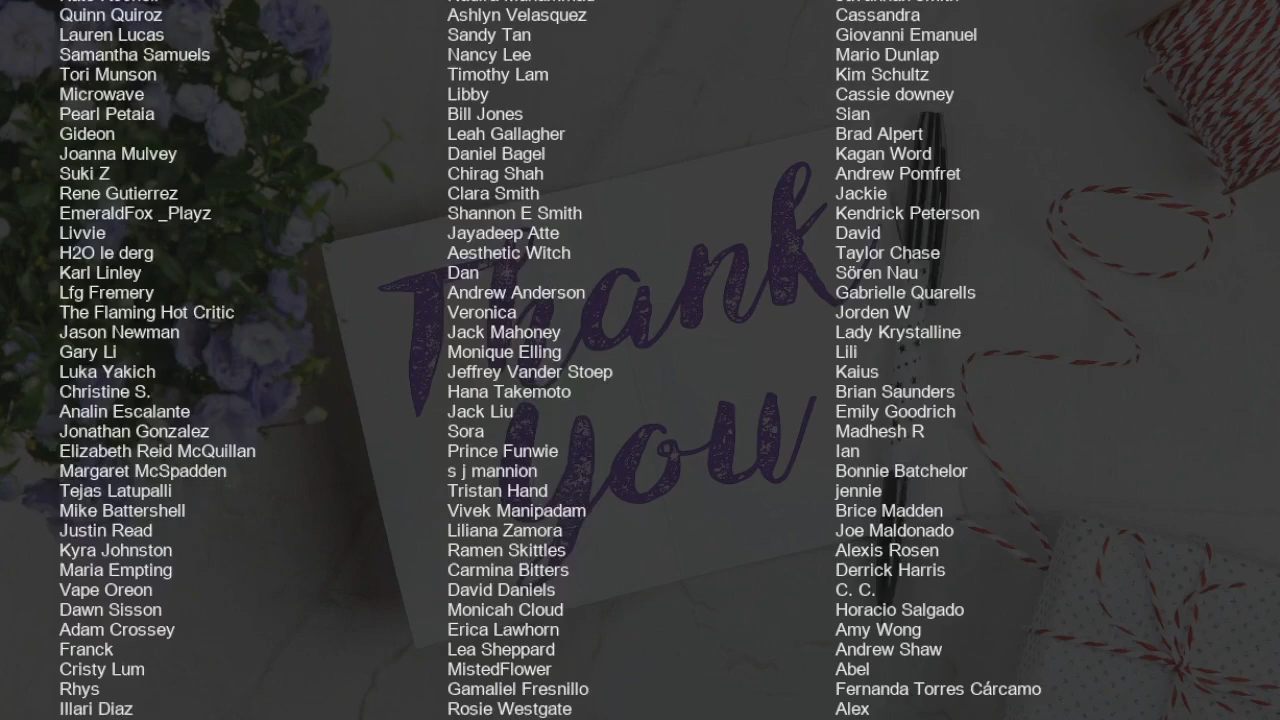 Quinn Quiroz
Lauren Lucas
Samantha Samuels
Tori Munson
Microwave
Pearl Petaia
Gideon
Joanna Mulvey
Suki Z
Rene Gutierrez
EmeraldFox _Playz
Livvie
H2O le derg
Karl Linley
Lfg Fremery
The Flaming Hot Critic
Jason Newman
Gary Li
Luka Yakich
Christine S.
Analin Escalante
Jonathan Gonzalez
Elizabeth Reid McQuillan
Margaret McSpadden
Tejas Latupalli
Mike Battershell
Justin Read
Kyra Johnston
Maria Empting
Vape Oreon
Dawn Sisson
Adam Crossey
Franck
Cristy Lum
Rhys
Illari Diaz
Ashlyn Velasquez
Sandy Tan
Nancy Lee
Timothy Lam
Libby
Bill Jones
Leah Gallagher
Daniel Bagel
Chirag Shah
Clara Smith
Shannon E Smith
Jayadeep Atte
Aesthetic Witch
Dan
Andrew Anderson
Veronica
Jack Mahoney
Monique Elling
Jeffrey Vander Stoep
Hana Takemoto
Jack Liu
Sora
Prince Funwie
s j mannion
Tristan Hand
Vivek Manipadam
Liliana Zamora
Ramen Skittles
Carmina Bitters
David Daniels
Monicah Cloud
Erica Lawhorn
Lea Sheppard
MistedFlower
Gamaliel Fresnillo
Rosie Westgate
Cassandra
Giovanni Emanuel
Mario Dunlap
Kim Schultz
Cassie downey
Sian
Brad Alpert
Kagan Word
Andrew Pomfret
Jackie
Kendrick Peterson
David
Taylor Chase
Sören Nau
Gabrielle Quarells
Jorden W
Lady Krystalline
Lili
Kaius
Brian Saunders
Emily Goodrich
Madhesh R
Ian
Bonnie Batchelor
jennie
Brice Madden
Joe Maldonado
Alexis Rosen
Derrick Harris
C. C.
Horacio Salgado
Amy Wong
Andrew Shaw
Abel
Fernanda Torres Cárcamo
Alex
Thank
you